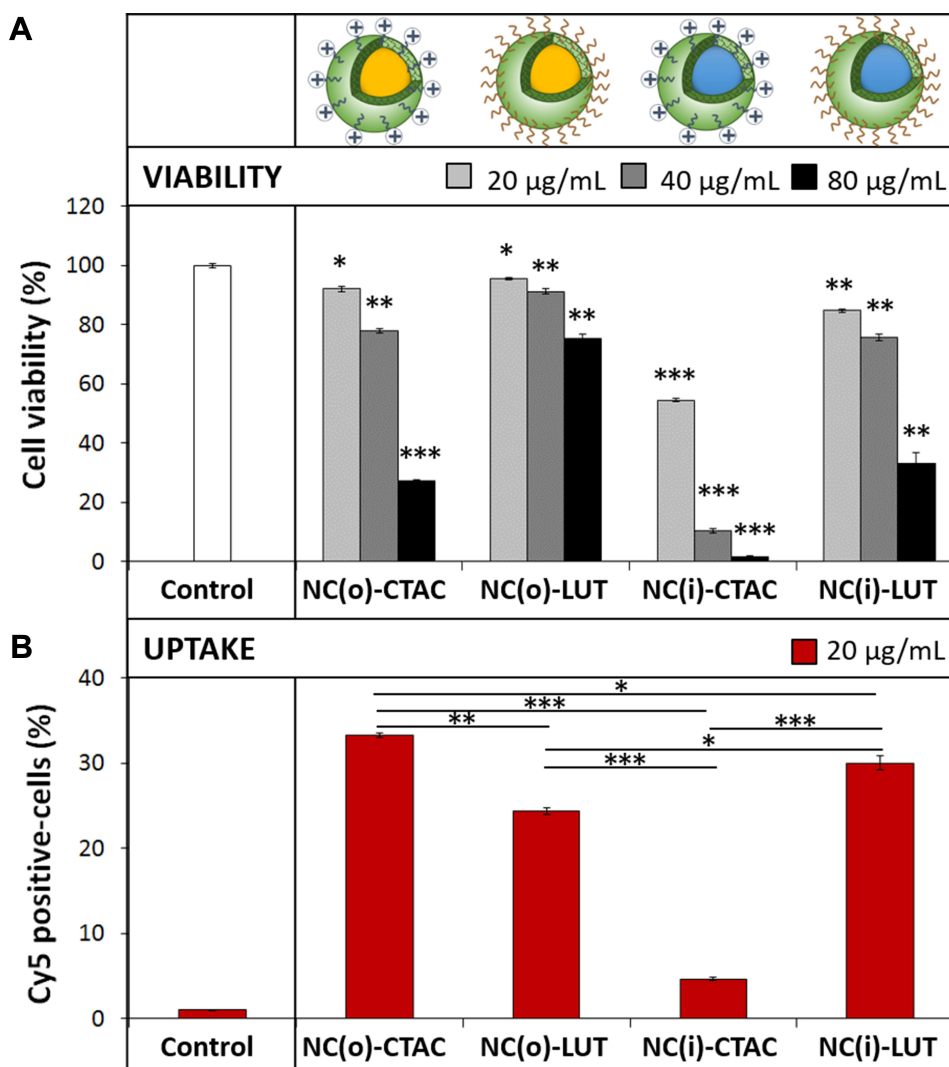 A
+ + + + + + + + + + + + + + + + + + + +
VIABILITY 20 µg/mL 40 µg/mL 80 µg/mL
Cell viability (%)
120
100
80
60
40
20
0
* ** ***
* ** **
*** *** ***
** ** **
Control NC(o)-CTAC NC(o)-LUT NC(i)-CTAC NC(i)-LUT
B
UPTAKE 20 µg/mL
Cy5 positive-cells (%)
40
30
20
10
0
*
***
** ***
*
***
Control NC(o)-CTAC NC(o)-LUT NC(i)-CTAC NC(i)-LUT